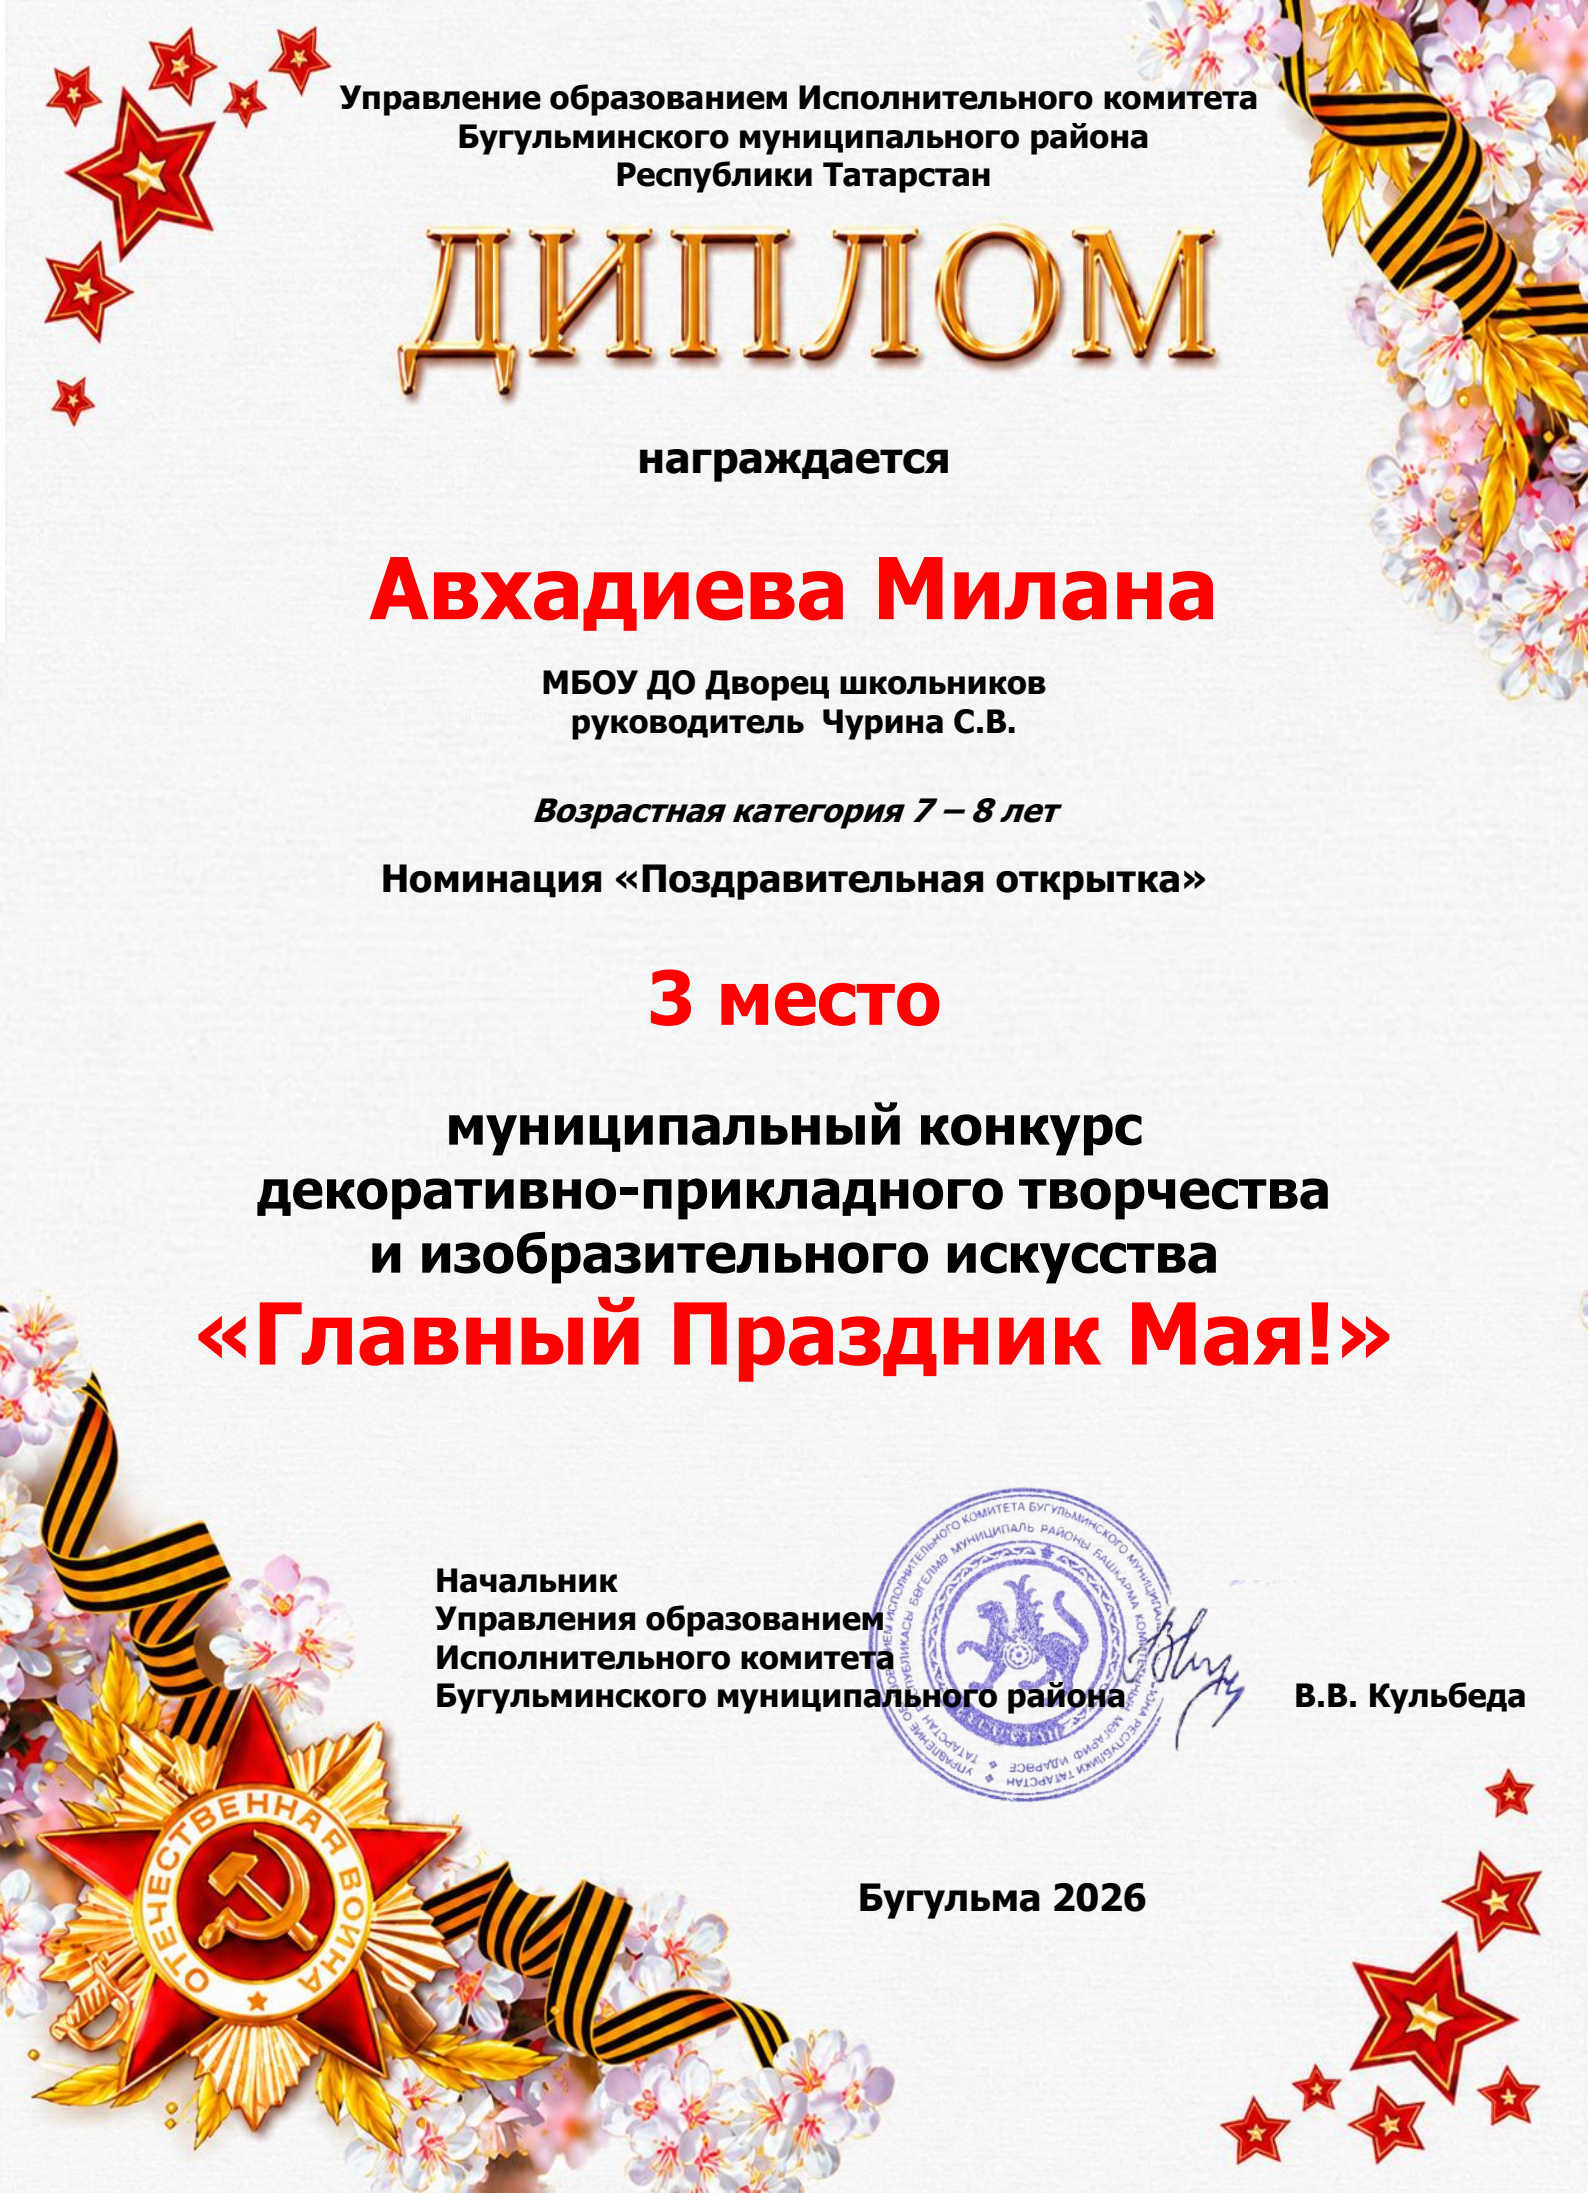 Управление образованием Исполнительного комитета
Бугульминского муниципального района
Республики Татарстан
ДИПЛОМ
награждается
Авхадиева Милана
МБОУ ДО Дворец школьников
руководитель  Чурина С.В.
Возрастная категория 7 – 8 лет
Номинация «Поздравительная открытка»
3 место
муниципальный конкурс
декоративно-прикладного творчества
и изобразительного искусства
«Главный Праздник Мая!»
Начальник
Управления образованием
Исполнительного комитета
Бугульминского муниципального района
В.В. Кульбеда
Бугульма 2026
ОТЕЧЕСТВЕННАЯ ВОЙНА